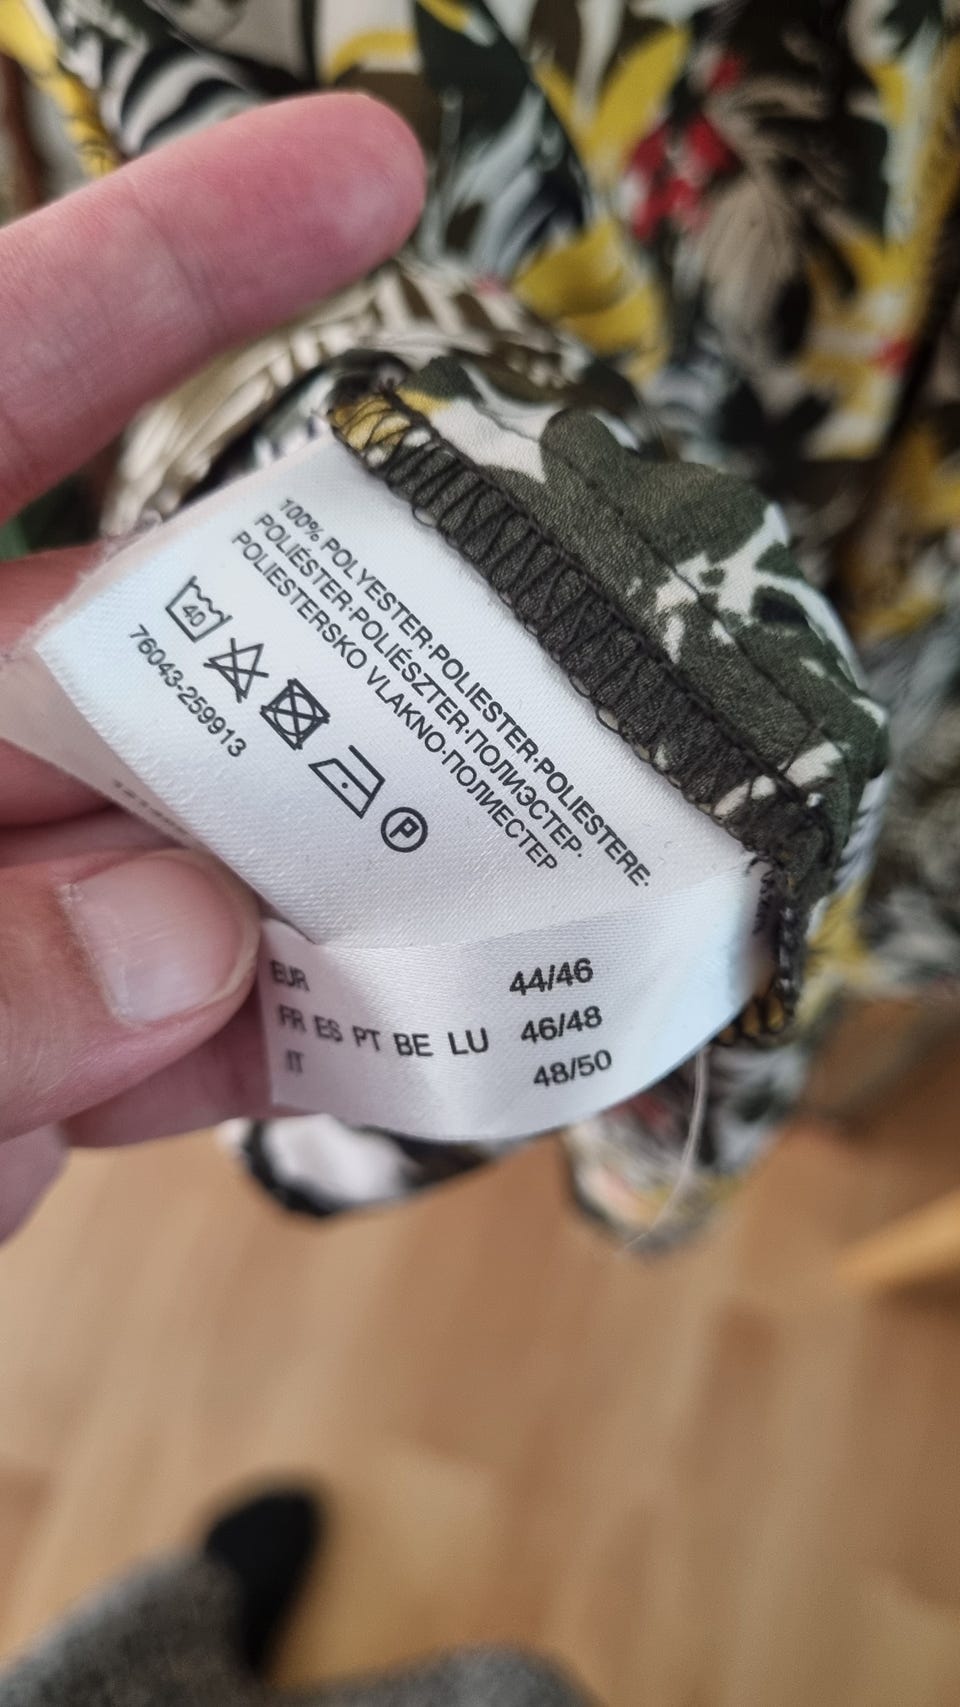 100% POLYESTER·POLIESTER·POLIESTERE·
POLIÉSTER·POLIÉSZTER·ПОЛИЭСТЕР·
POLIESTERSKO VLAKNO·ПОЛИЕСТЕР
40
P
76043-259913
EUR 44/46
FR ES PT BE LU 46/48
IT 48/50